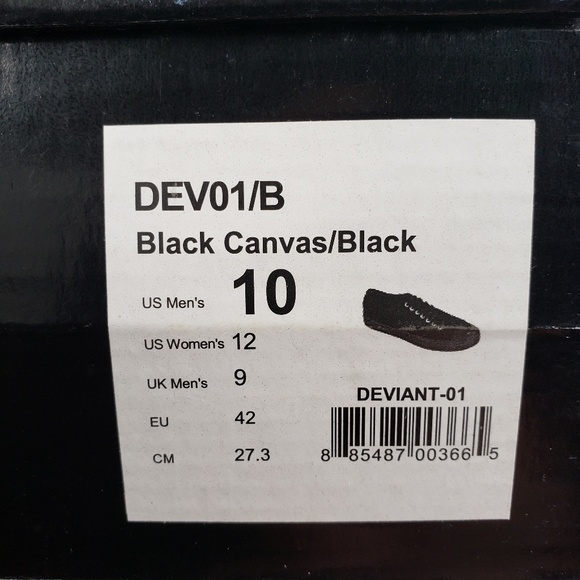 DEV01/B
Black Canvas/Black
US Men's 10
US Women's 12
UK Men's 9
EU 42
CM 27.3
DEVIANT-01
8 85487 00366 5